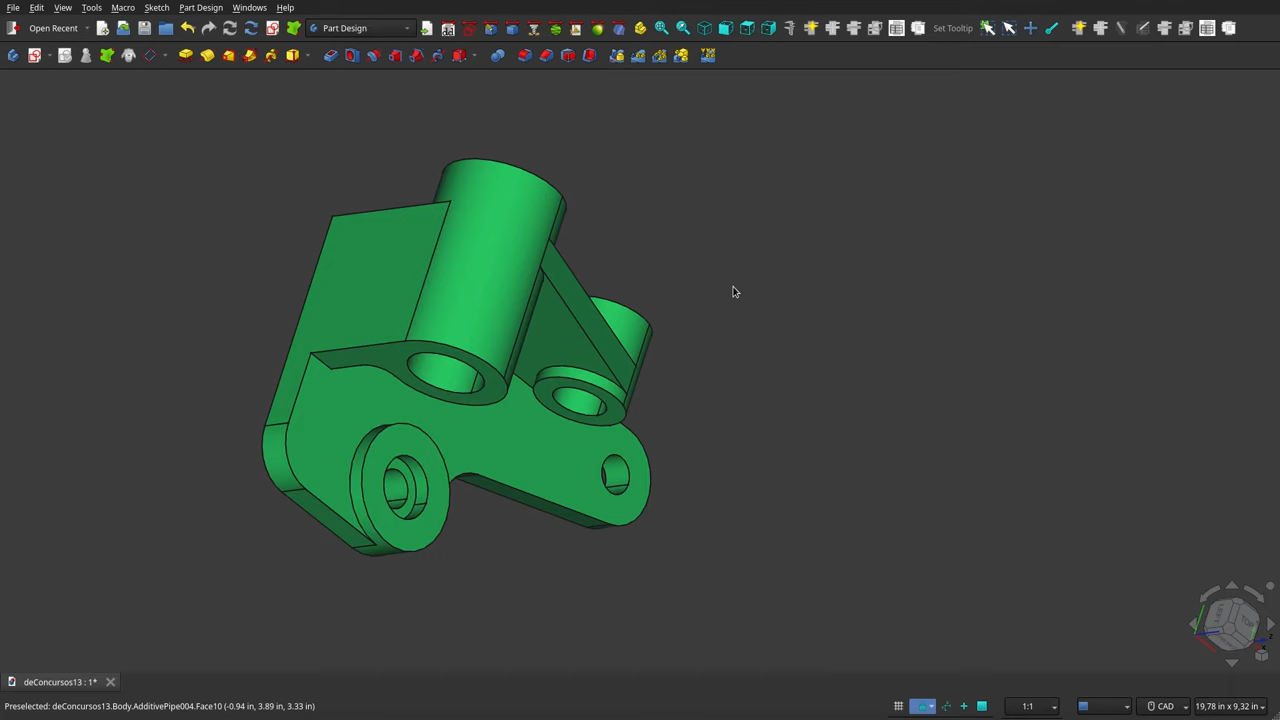 File Edit View Tools Macro Sketch Part Design Windows Help
Open Recent Part Design Set Tooltip
deConcursos13 : 1*
Preselected: deConcursos13.Body.AdditivePipe004.Face10 (-0.94 in, 3.89 in, 3.33 in) 1:1 CAD 19,78 in x 9,32 in